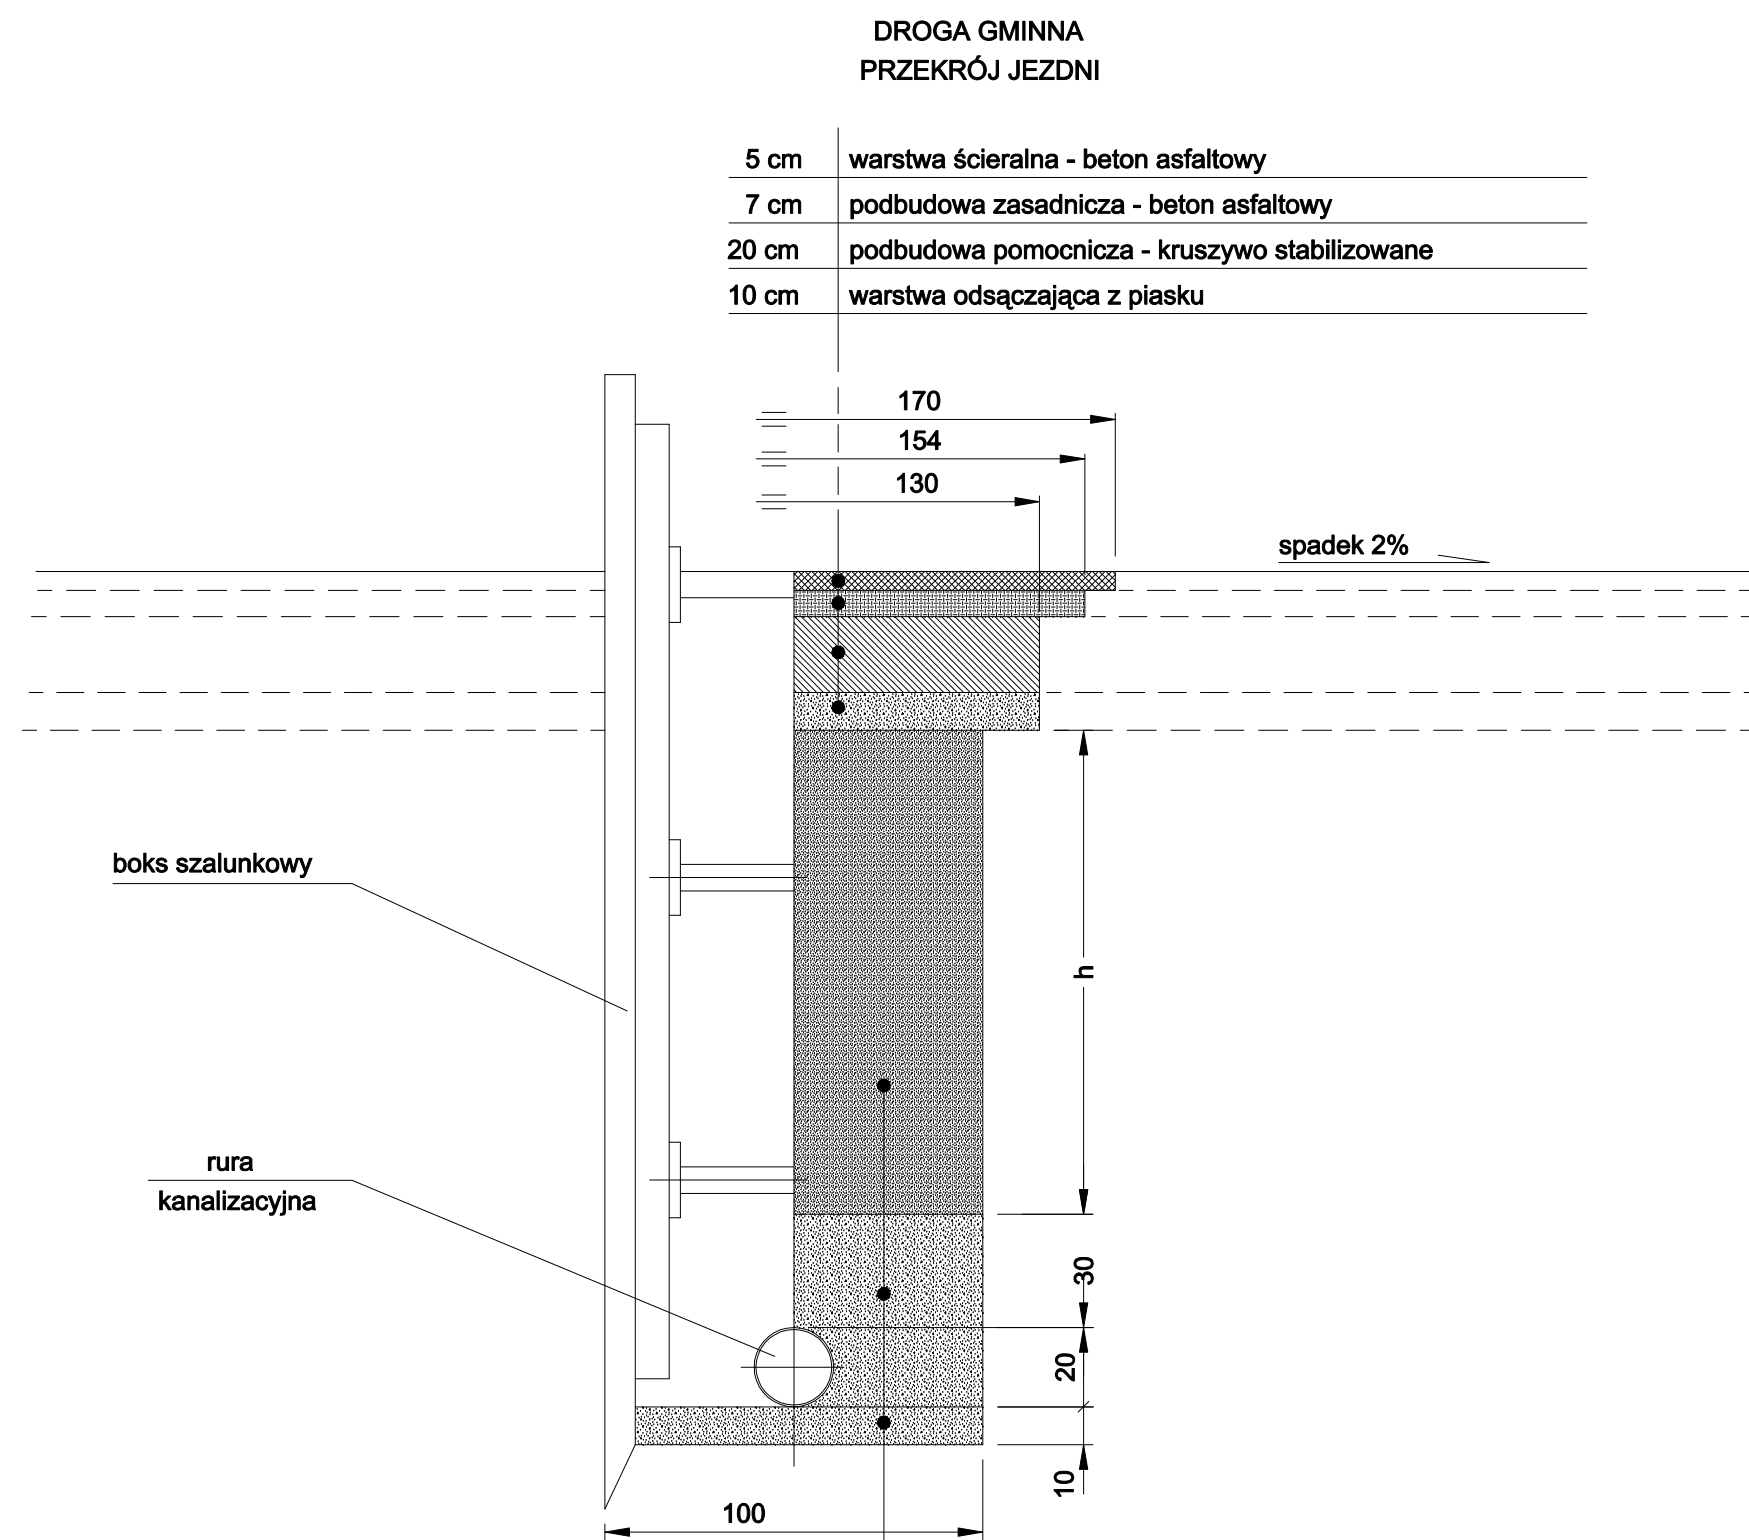 DROGA GMINNA
PRZEKRÓJ JEZDNI
5 cm warstwa ścieralna - beton asfaltowy
7 cm podbudowa zasadnicza - beton asfaltowy
20 cm podbudowa pomocnicza - kruszywo stabilizowane
10 cm warstwa odsączająca z piasku
170
154
130
spadek 2%
boks szalunkowy
h
rura
kanalizacyjna
30
20
10
100